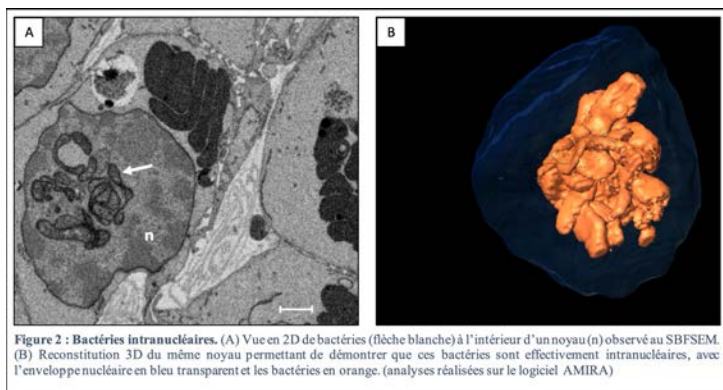 A
B
n
Figure 2 : Bactéries intranucléaires. (A) Vue en 2D de bactéries (flèche blanche) à l'intérieur d'un noyau (n) observé au SBFSEM.
(B) Reconstitution 3D du même noyau permettant de démontrer que ces bactéries sont effectivement intranucléaires, avec
l'enveloppe nucléaire en bleu transparent et les bactéries en orange. (analyses réalisées sur le logiciel AMIRA)